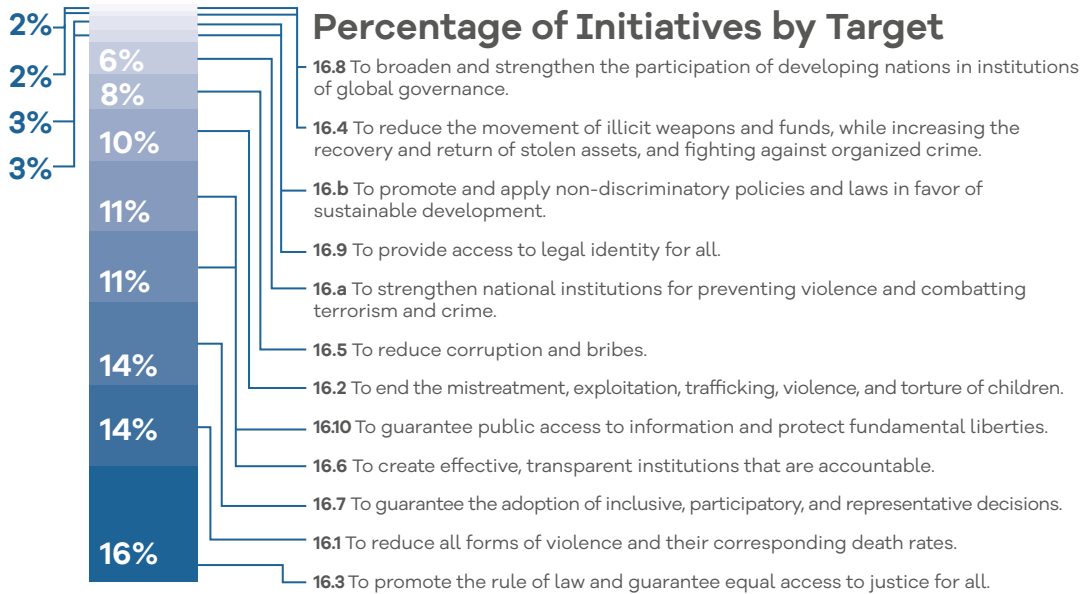 Percentage of Initiatives by Target
2%
2%
3%
3%
6%
8%
10%
11%
11%
14%
14%
16%
16.8 To broaden and strengthen the participation of developing nations in institutions
of global governance.
16.4 To reduce the movement of illicit weapons and funds, while increasing the
recovery and return of stolen assets, and fighting against organized crime.
16.b To promote and apply non-discriminatory policies and laws in favor of
sustainable development.
16.9 To provide access to legal identity for all.
16.a To strengthen national institutions for preventing violence and combatting
terrorism and crime.
16.5 To reduce corruption and bribes.
16.2 To end the mistreatment, exploitation, trafficking, violence, and torture of children.
16.10 To guarantee public access to information and protect fundamental liberties.
16.6 To create effective, transparent institutions that are accountable.
16.7 To guarantee the adoption of inclusive, participatory, and representative decisions.
16.1 To reduce all forms of violence and their corresponding death rates.
16.3 To promote the rule of law and guarantee equal access to justice for all.